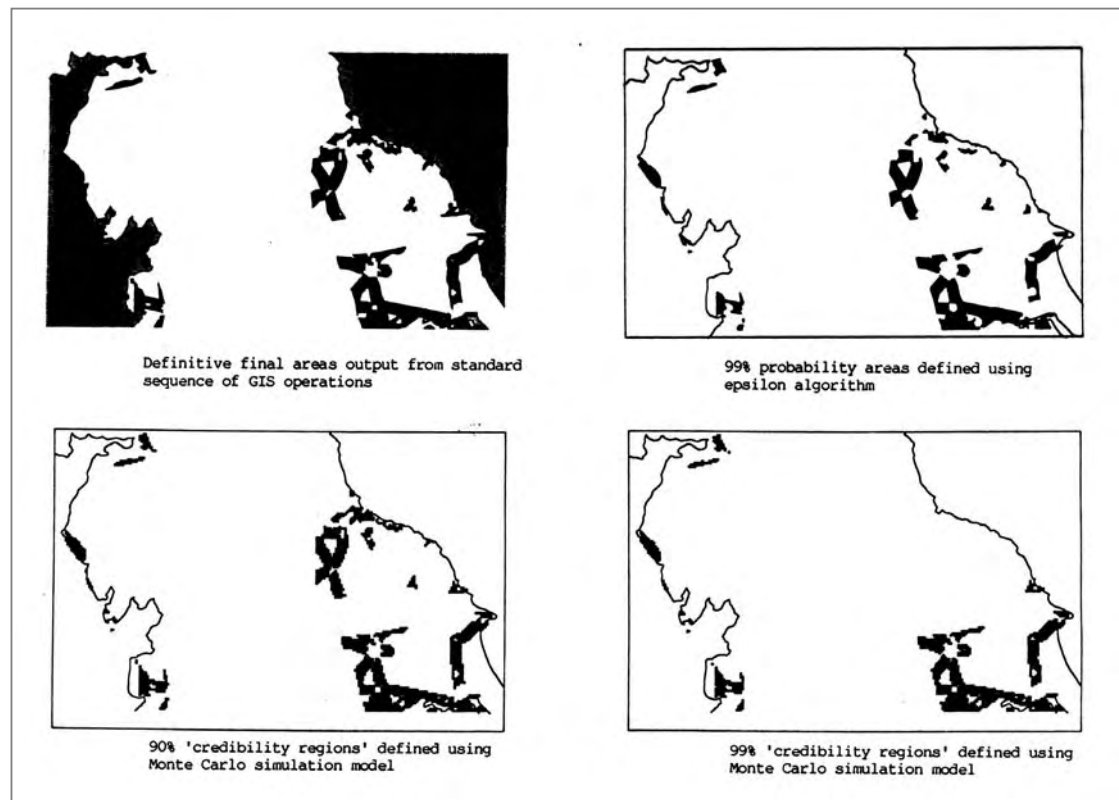 Definitive final areas output from standard
sequence of GIS operations
99% probability areas defined using
epsilon algorithm
90% 'credibility regions' defined using
Monte Carlo simulation model
99% 'credibility regions' defined using
Monte Carlo simulation model